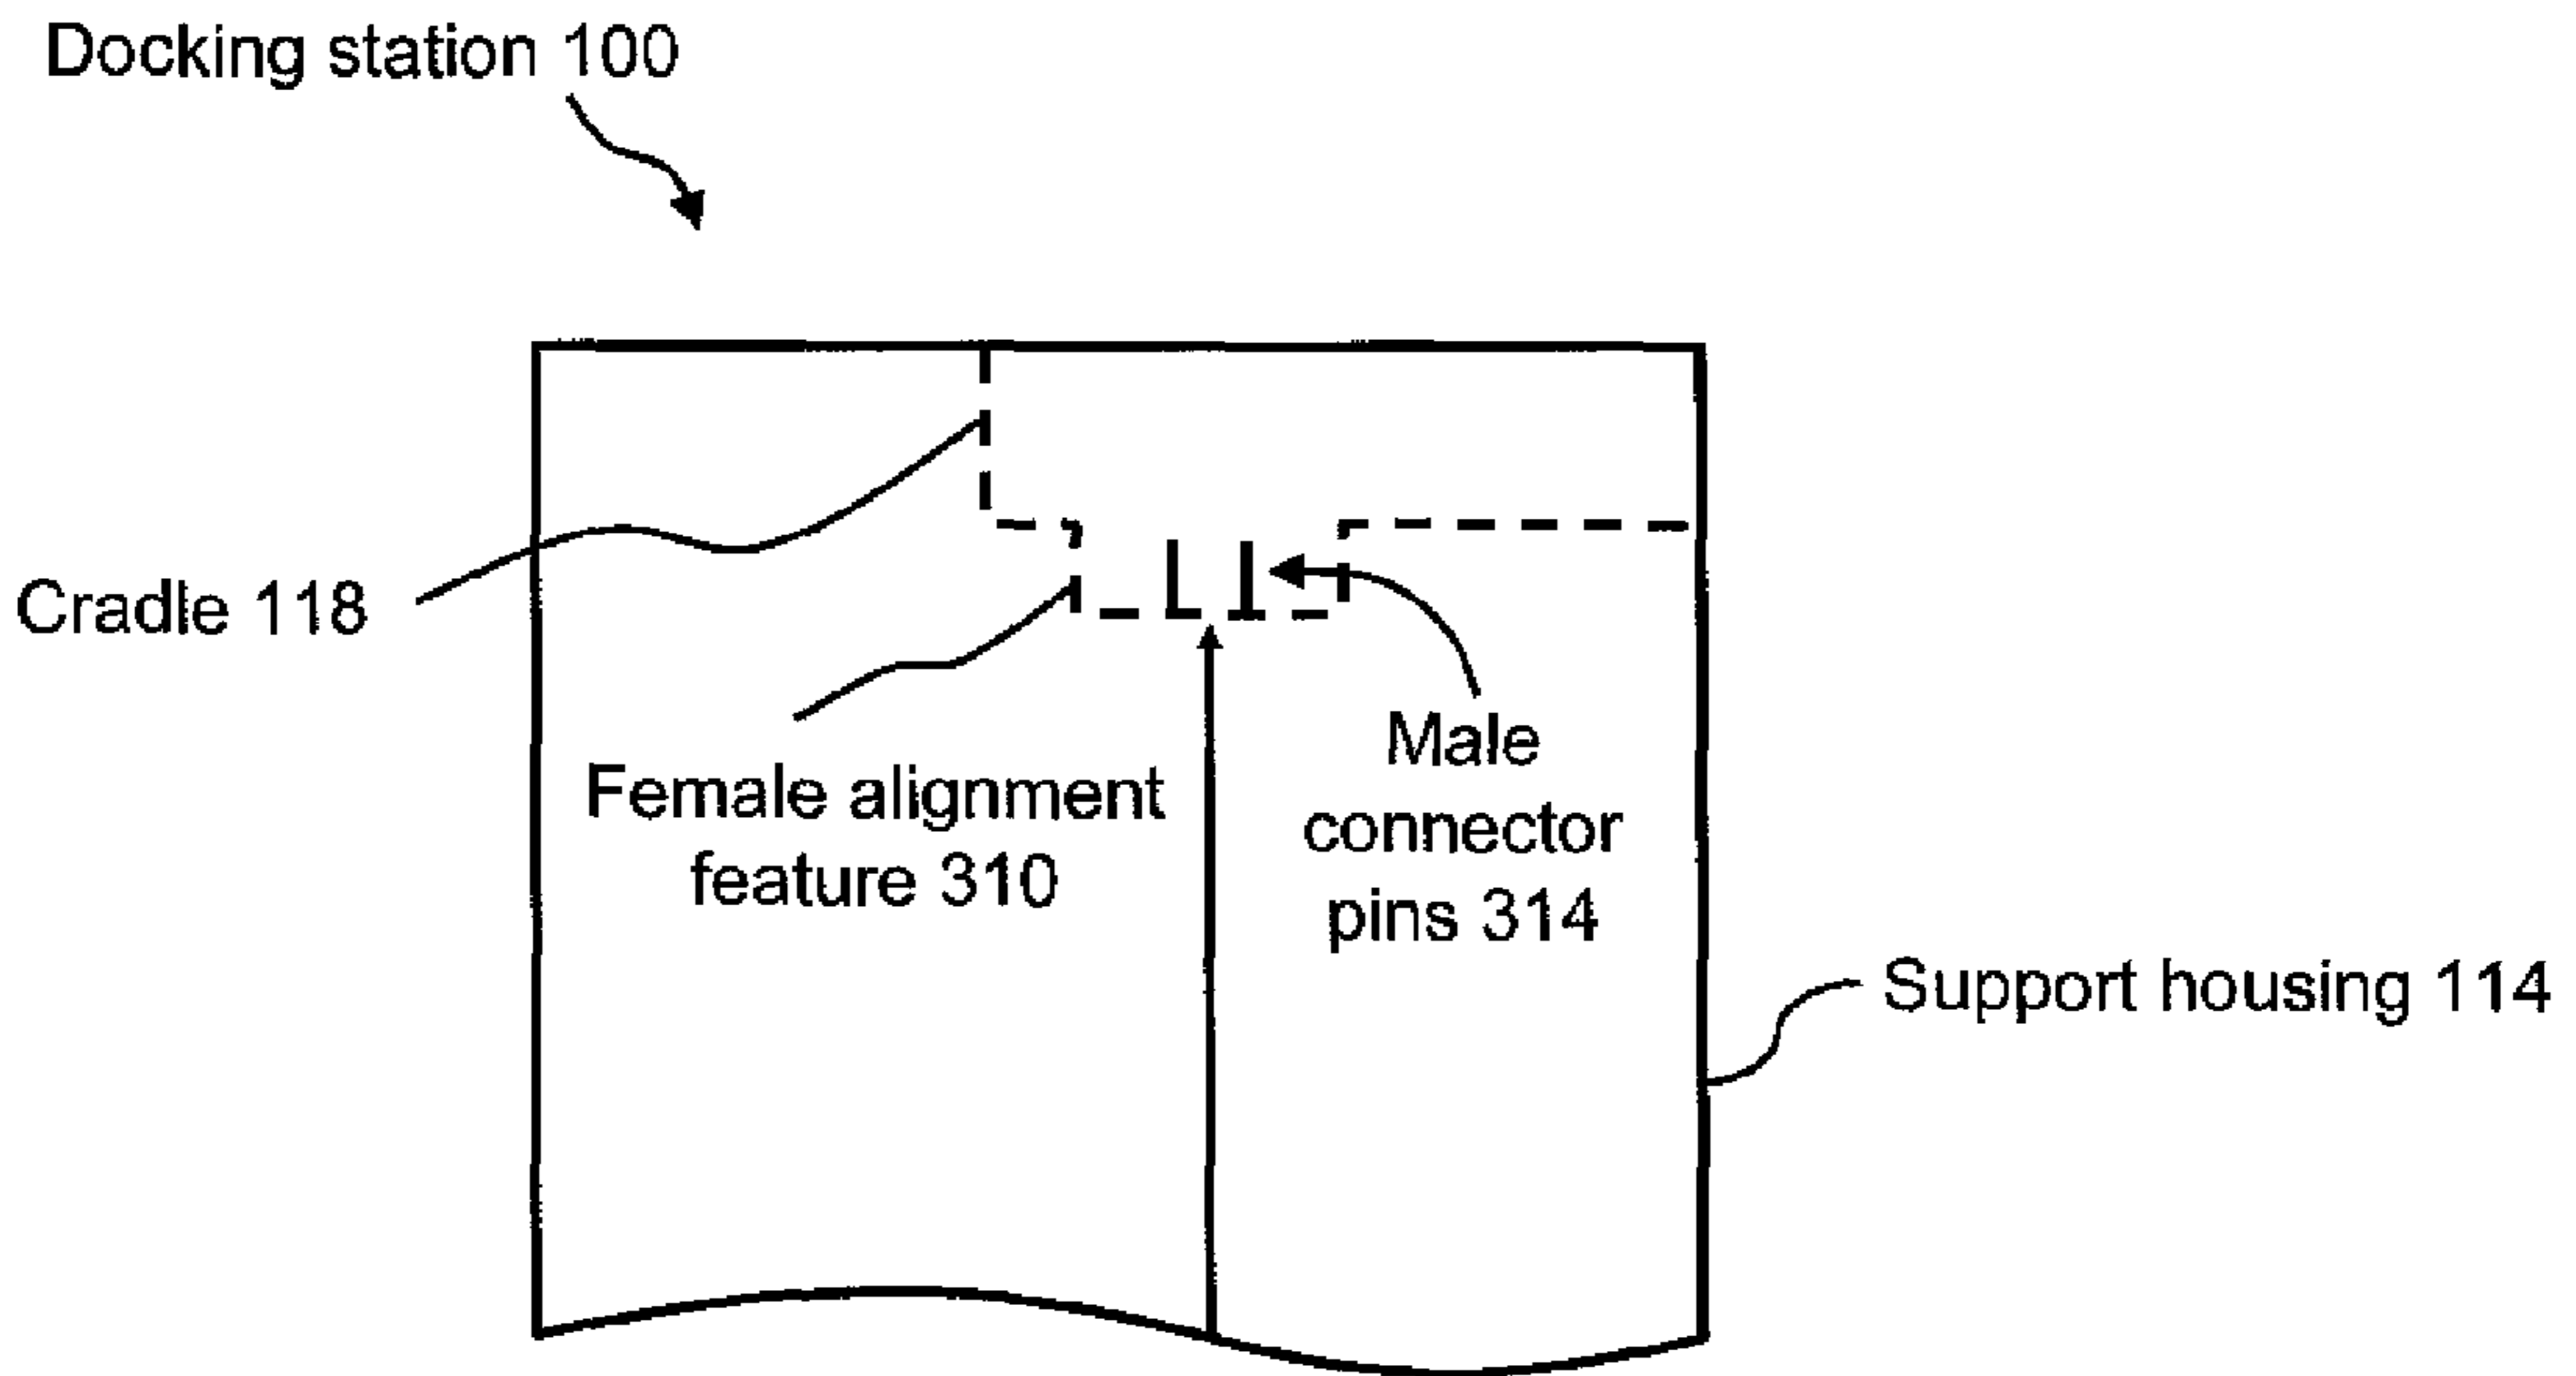 Docking station 100
Cradle 118
Female alignment
feature 310
Male
connector
pins 314
Support housing 114